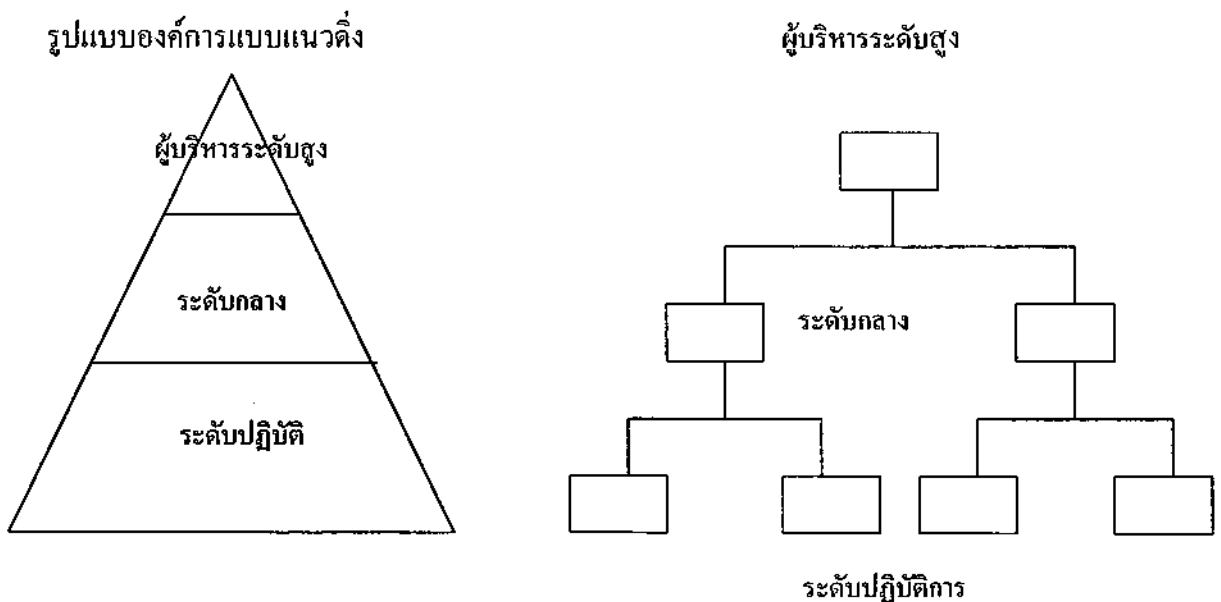 รูปแบบองค์การแบบแนวดิ่ง
ผู้บริหารระดับสูง
ระดับกลาง
ระดับปฏิบัติ
ผู้บริหารระดับสูง
ระดับกลาง
ระดับปฏิบัติการ